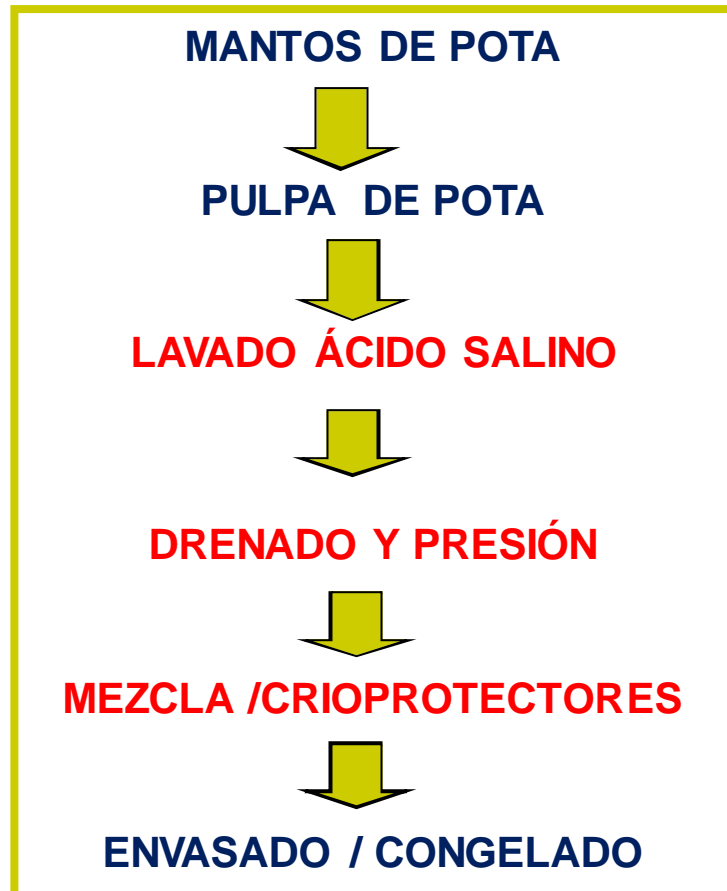 MANTOS DE POTA
PULPA DE POTA
LAVADO ÁCIDO SALINO
DRENADO Y PRESIÓN
MEZCLA /CRIOPROTECTORES
ENVASADO / CONGELADO